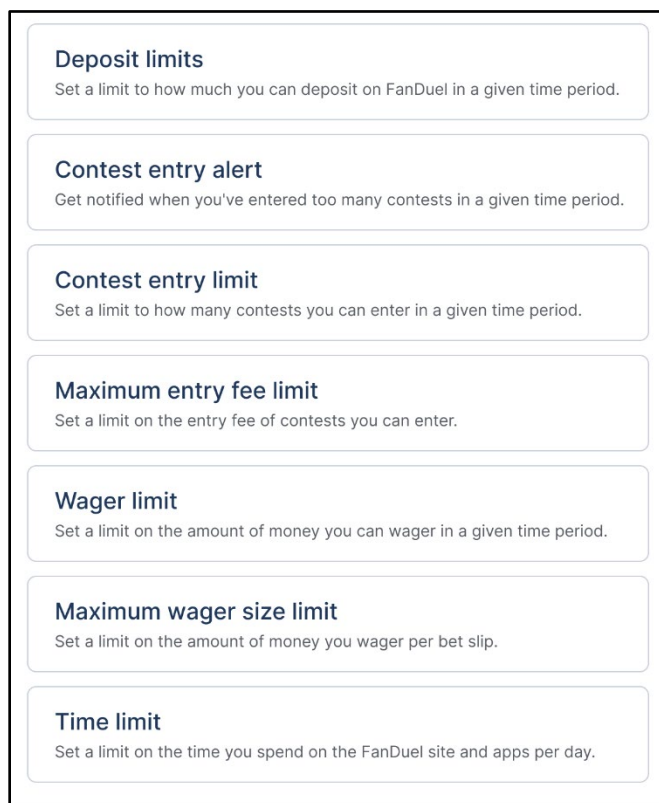 Deposit limits
Set a limit to how much you can deposit on FanDuel in a given time period.
Contest entry alert
Get notified when you've entered too many contests in a given time period.
Contest entry limit
Set a limit to how many contests you can enter in a given time period.
Maximum entry fee limit
Set a limit on the entry fee of contests you can enter.
Wager limit
Set a limit on the amount of money you can wager in a given time period.
Maximum wager size limit
Set a limit on the amount of money you wager per bet slip.
Time limit
Set a limit on the time you spend on the FanDuel site and apps per day.